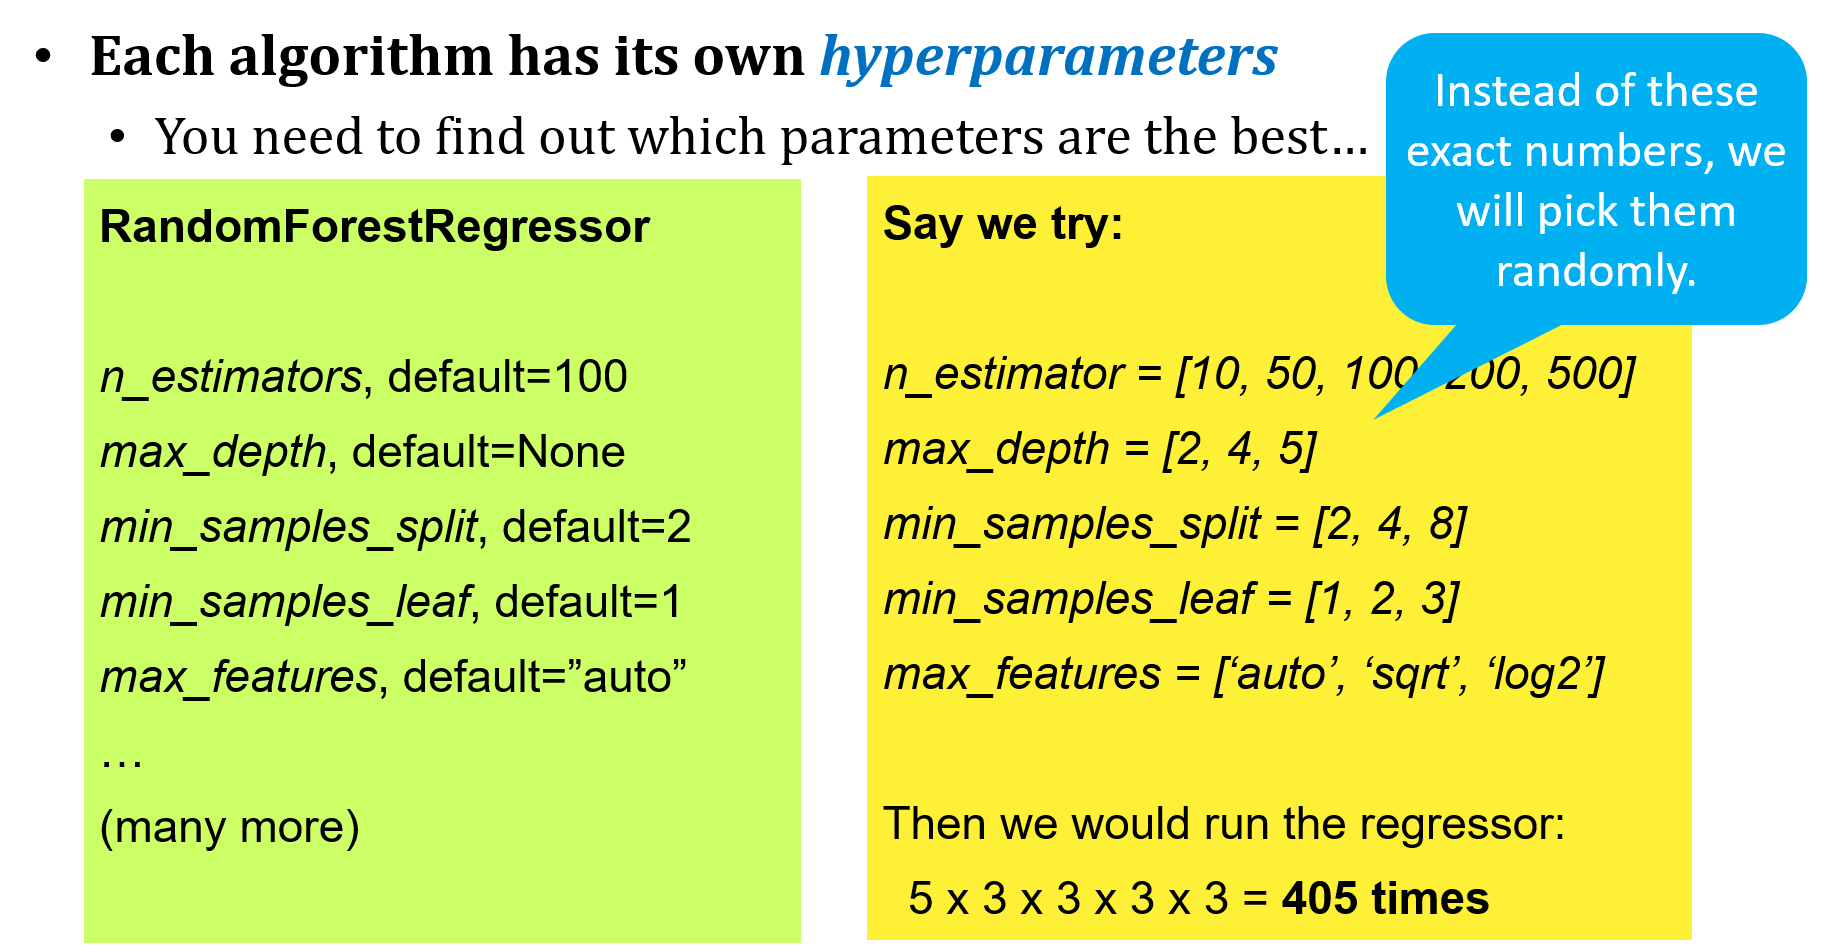 • Each algorithm has its own hyperparameters
• You need to find out which parameters are the best…
RandomForestRegressor
n_estimators, default=100
max_depth, default=None
min_samples_split, default=2
min_samples_leaf, default=1
max_features, default=”auto”
…
(many more)
Say we try:
n_estimator = [10, 50, 100, 200, 500]
max_depth = [2, 4, 5]
min_samples_split = [2, 4, 8]
min_samples_leaf = [1, 2, 3]
max_features = [‘auto’, ‘sqrt’, ‘log2’]
Then we would run the regressor:
5 x 3 x 3 x 3 x 3 = 405 times
Instead of these
exact numbers, we
will pick them
randomly.